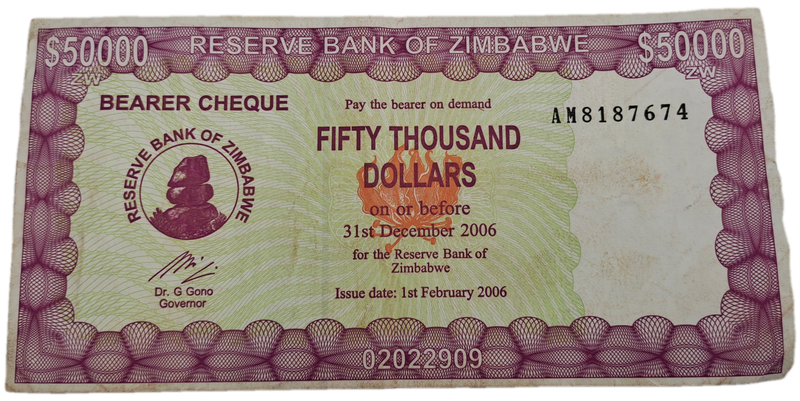 $50000
ZW
RESERVE BANK OF ZIMBABWE
$50000
ZW
BEARER CHEQUE
RESERVE BANK OF ZIMBABWE
Dr. G Gono
Governor
Pay the bearer on demand
FIFTY THOUSAND
DOLLARS
on or before
31st December 2006
for the Reserve Bank of
Zimbabwe
Issue date: 1st February 2006
AM8187674
02022909